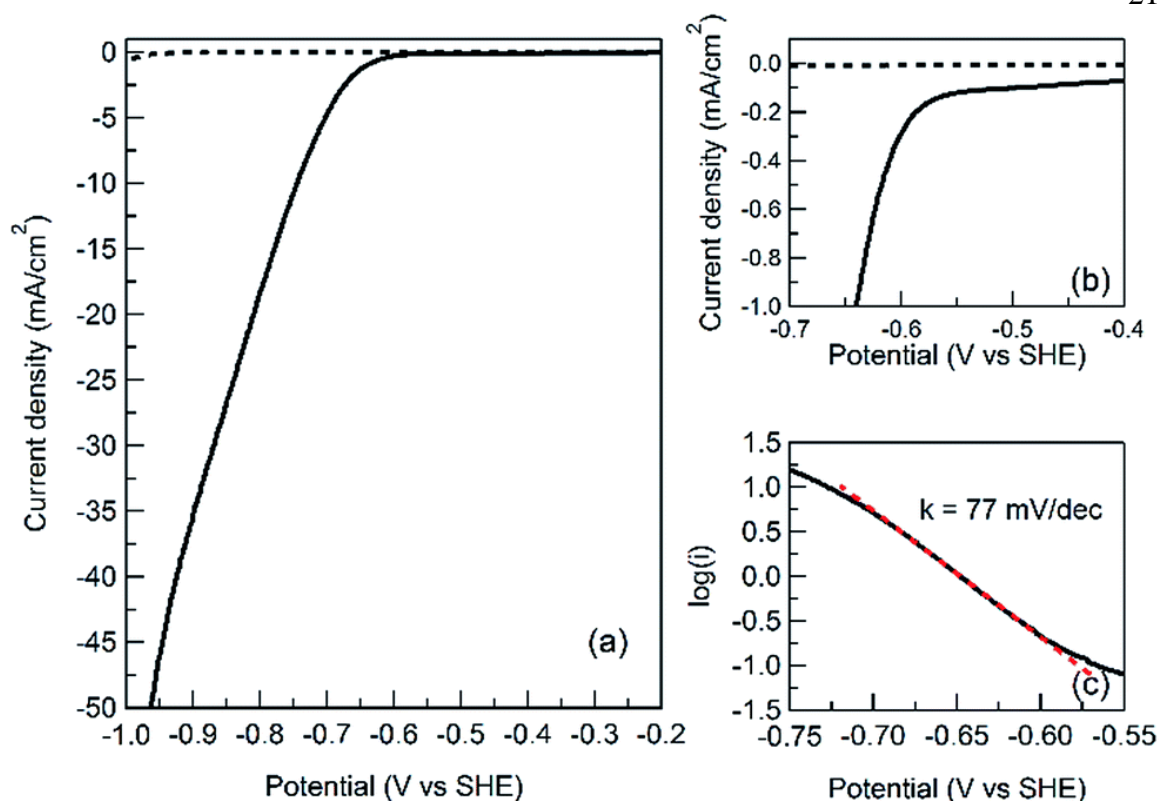 0
-5
-10
-15
-20
-25
-30
-35
-40
-45
-50
Current density (mA/cm²)
-1.0 -0.9 -0.8 -0.7 -0.6 -0.5 -0.4 -0.3 -0.2
Potential (V vs SHE)
(a)
0.0
-0.2
-0.4
-0.6
-0.8
-1.0
Current density (mA/cm²)
-0.7 -0.6 -0.5 -0.4
Potential (V vs SHE)
(b)
1.5
1.0
0.5
0.0
-0.5
-1.0
-1.5
log(i)
k = 77 mV/dec
(c)
-0.75 -0.70 -0.65 -0.60 -0.55
Potential (V vs SHE)